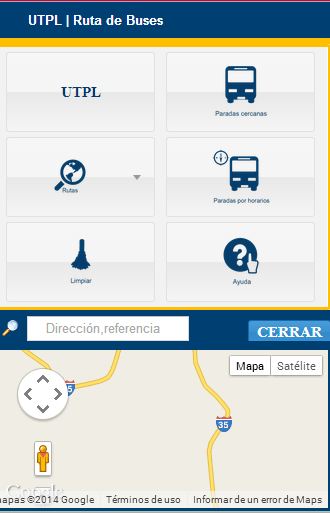 UTPL | Ruta de Buses
UTPL
Paradas cercanas
Rutas
Paradas por horarios
Limpiar
Ayuda
Dirección,referencia
CERRAR
Mapa
Satélite
35
35
Google
mapas ©2014 Google
Términos de uso
Informar de un error de Maps